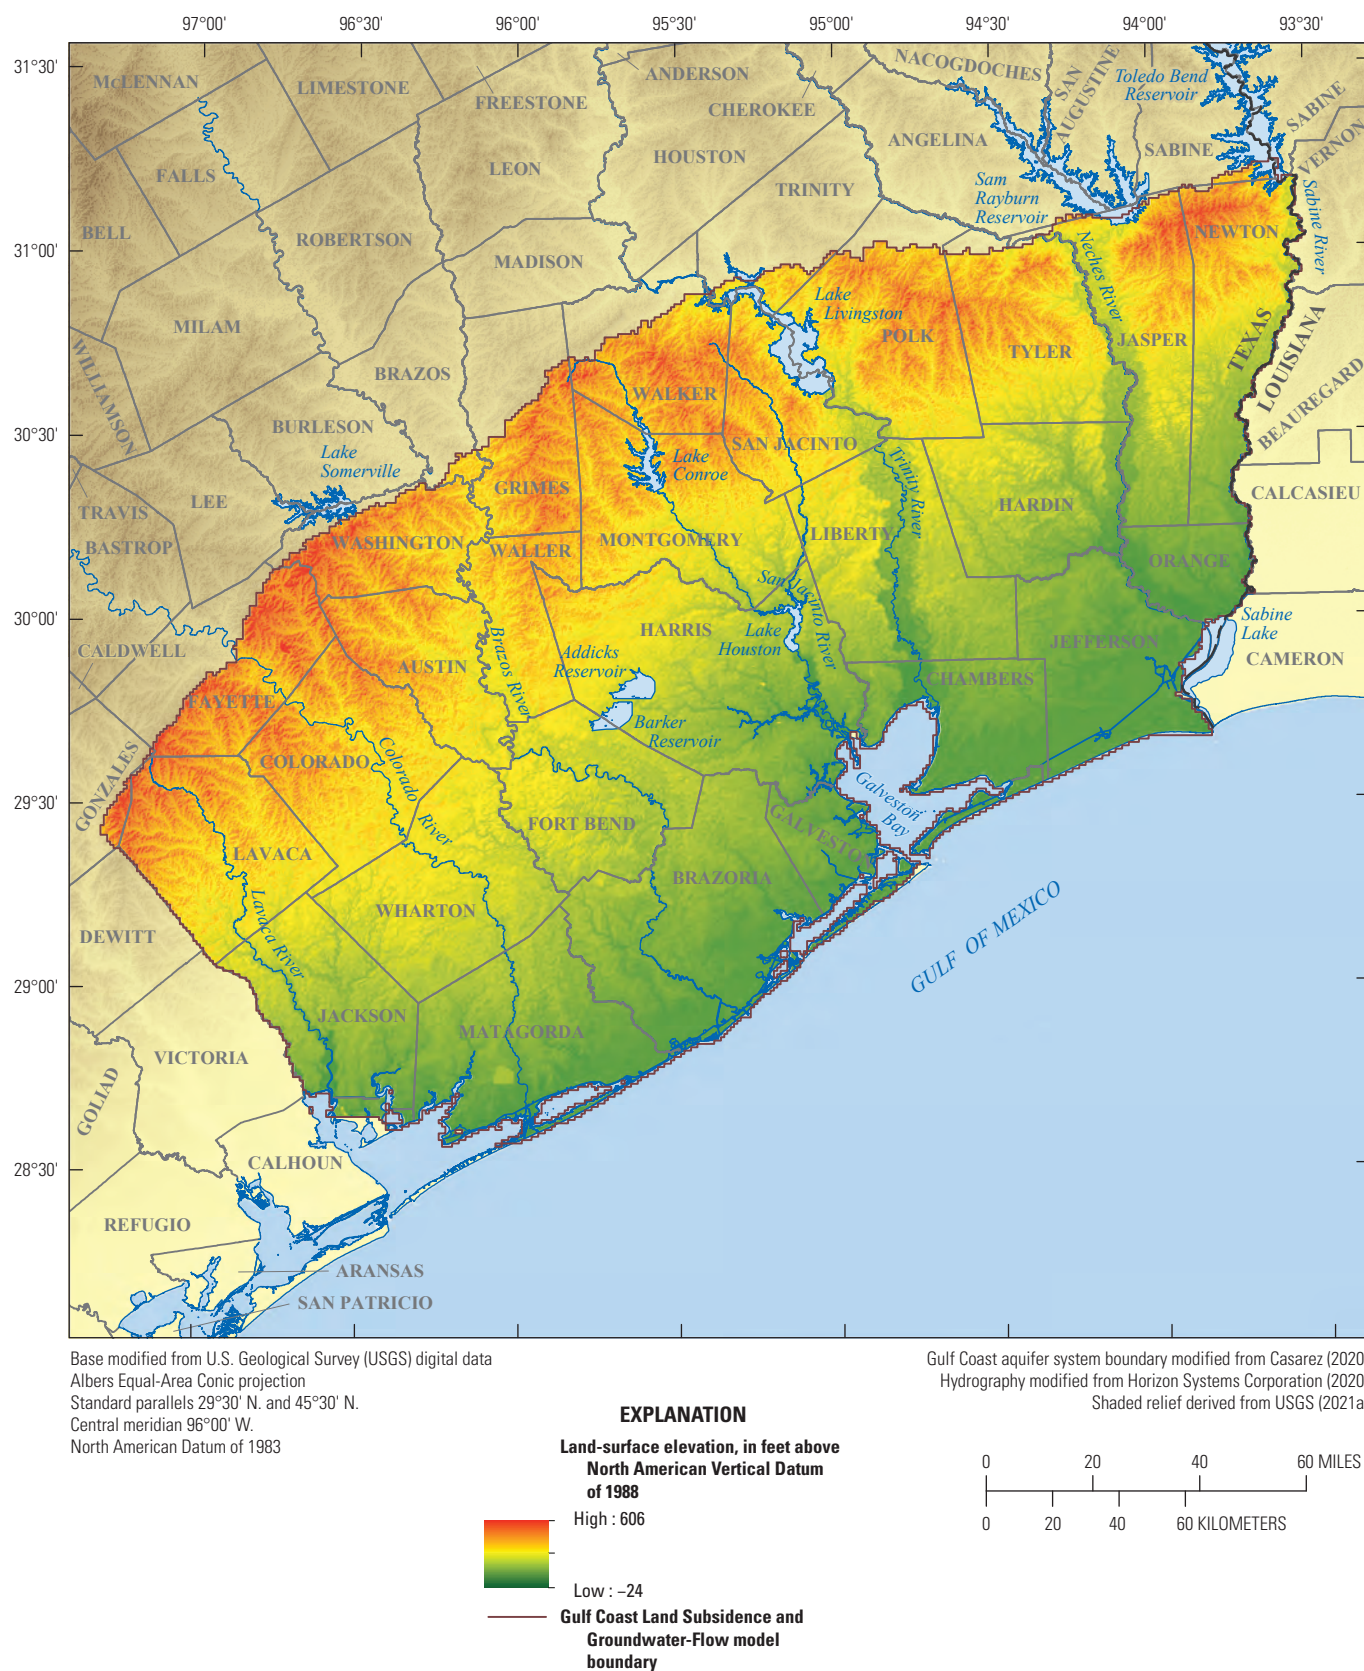 97°00' 96°30' 96°00' 95°30' 95°00' 94°30' 94°00' 93°30'
31°30'
31°00'
30°30'
30°00'
29°30'
29°00'
28°30'
McLENNAN
LIMESTONE
FREESTONE
ANDERSON
CHEROKEE
NACOGDOCHES
SAN
AUGUSTINE
Toledo Bend
Reservoir
SABINE
SABINE
VERNON
FALLS
LEON
HOUSTON
ANGELINA
TRINITY
Sam
Rayburn
Reservoir
Sabine River
BELL
ROBERTSON
MADISON
NEWTON
Neches River
MILAM
Lake
Livingston
POLK
TYLER
JASPER
TEXAS
LOUISIANA
WILLIAMSON
BRAZOS
WALKER
BEAUREGARD
BURLESON
Lake
Somerville
SAN JACINTO
Lake
Conroe
GRIMES
Trinity River
LEE
TRAVIS
BASTROP
WASHINGTON
WALLER
MONTGOMERY
LIBERTY
HARDIN
CALCASIEU
ORANGE
San Jacinto River
HARRIS
Lake
Houston
JEFFERSON
Sabine
Lake
CAMERON
CALDWELL
AUSTIN
Brazos River
Addicks
Reservoir
CHAMBERS
FAYETTE
Barker
Reservoir
GONZALES
COLORADO
Colorado
River
Galveston
Bay
FORT BEND
GALVESTON
LAVACA
BRAZORIA
WHARTON
Lavaca River
DEWITT
GULF OF MEXICO
JACKSON
MATAGORDA
VICTORIA
GOLIAD
CALHOUN
REFUGIO
ARANSAS
SAN PATRICIO
Base modified from U.S. Geological Survey (USGS) digital data
Albers Equal-Area Conic projection
Standard parallels 29°30' N. and 45°30' N.
Central meridian 96°00' W.
North American Datum of 1983
Gulf Coast aquifer system boundary modified from Casarez (2020
Hydrography modified from Horizon Systems Corporation (2020
Shaded relief derived from USGS (2021a
EXPLANATION
Land-surface elevation, in feet above
North American Vertical Datum
of 1988
High : 606
Low : –24
Gulf Coast Land Subsidence and
Groundwater-Flow model
boundary
0 20 40 60 MILES
0 20 40 60 KILOMETERS